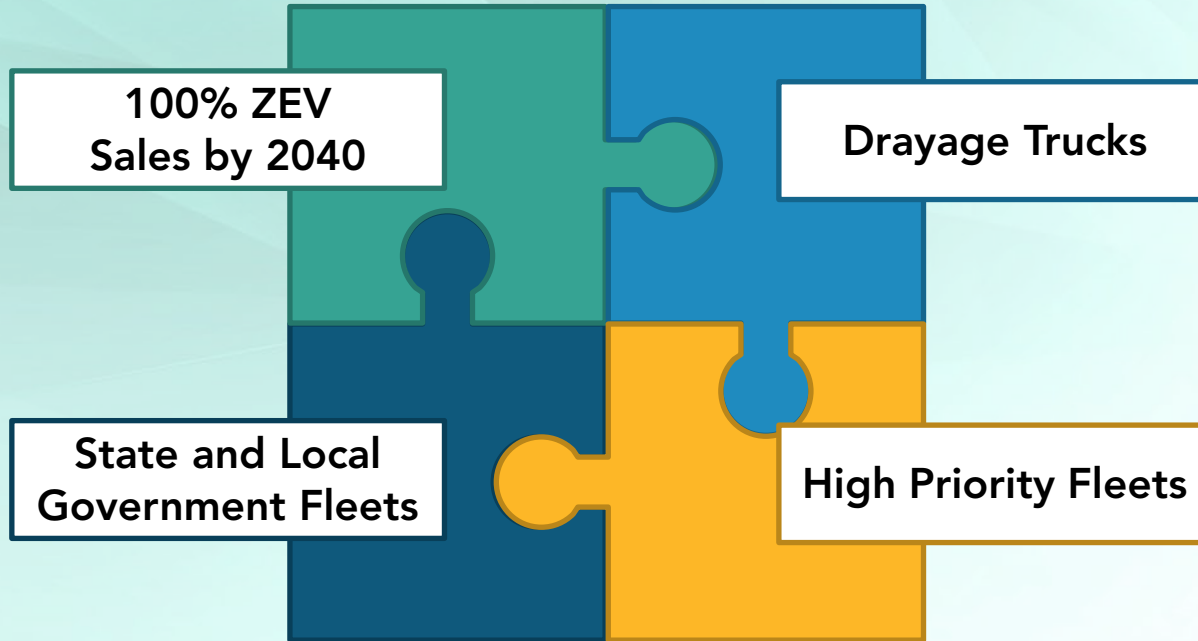 100% ZEV
Sales by 2040
Drayage Trucks
State and Local
Government Fleets
High Priority Fleets